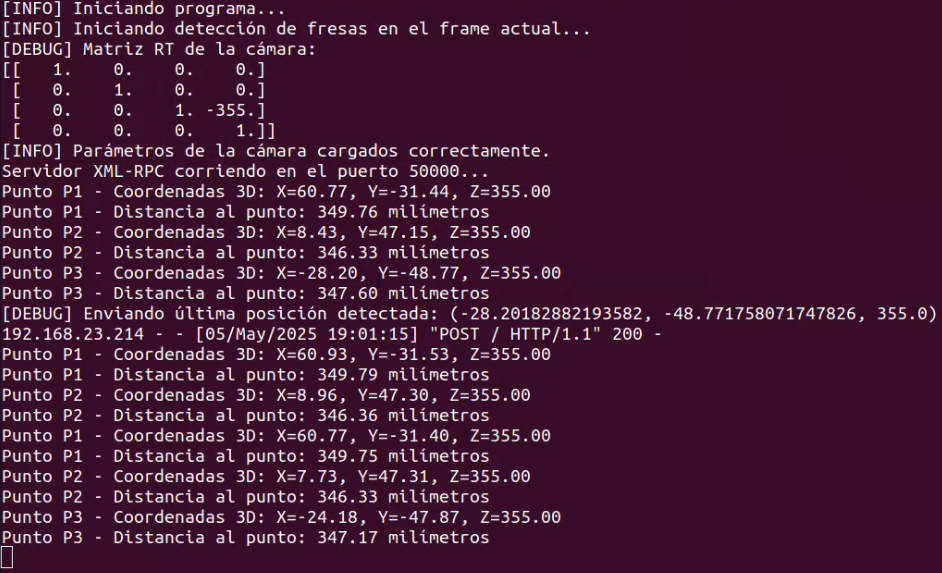 [INFO] Iniciando programa...
[INFO] Iniciando detección de fresas en el frame actual...
[DEBUG] Matriz RT de la cámara:
[[   1.    0.    0.    0.]
 [   0.    1.    0.    0.]
 [   0.    0.    1. -355.]
 [   0.    0.    0.    1.]]
[INFO] Parámetros de la cámara cargados correctamente.
Servidor XML-RPC corriendo en el puerto 50000...
Punto P1 - Coordenadas 3D: X=60.77, Y=-31.44, Z=355.00
Punto P1 - Distancia al punto: 349.76 milímetros
Punto P2 - Coordenadas 3D: X=8.43, Y=47.15, Z=355.00
Punto P2 - Distancia al punto: 346.33 milímetros
Punto P3 - Coordenadas 3D: X=-28.20, Y=-48.77, Z=355.00
Punto P3 - Distancia al punto: 347.60 milímetros
[DEBUG] Enviando última posición detectada: (-28.20182882193582, -48.771758071747826, 355.0)
192.168.23.214 - - [05/May/2025 19:01:15] "POST / HTTP/1.1" 200 -
Punto P1 - Coordenadas 3D: X=60.93, Y=-31.53, Z=355.00
Punto P1 - Distancia al punto: 349.79 milímetros
Punto P2 - Coordenadas 3D: X=8.96, Y=47.30, Z=355.00
Punto P2 - Distancia al punto: 346.36 milímetros
Punto P1 - Coordenadas 3D: X=60.77, Y=-31.40, Z=355.00
Punto P1 - Distancia al punto: 349.75 milímetros
Punto P2 - Coordenadas 3D: X=7.73, Y=47.31, Z=355.00
Punto P2 - Distancia al punto: 346.33 milímetros
Punto P3 - Coordenadas 3D: X=-24.18, Y=-47.87, Z=355.00
Punto P3 - Distancia al punto: 347.17 milímetros